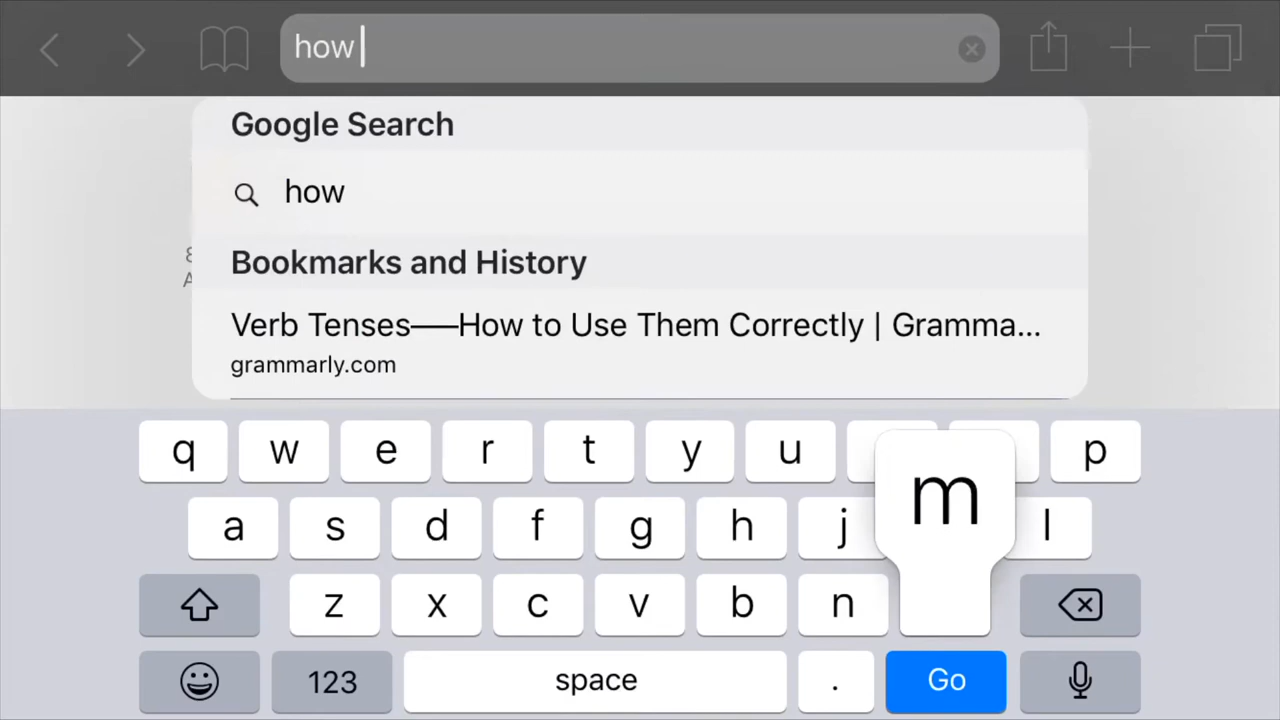 how
Google Search
how
Bookmarks and History
Verb Tenses——How to Use Them Correctly | Gramma...
grammarly.com
q w e r t y u p
a s d f g h j l
m
z x c v b n
123 space . Go